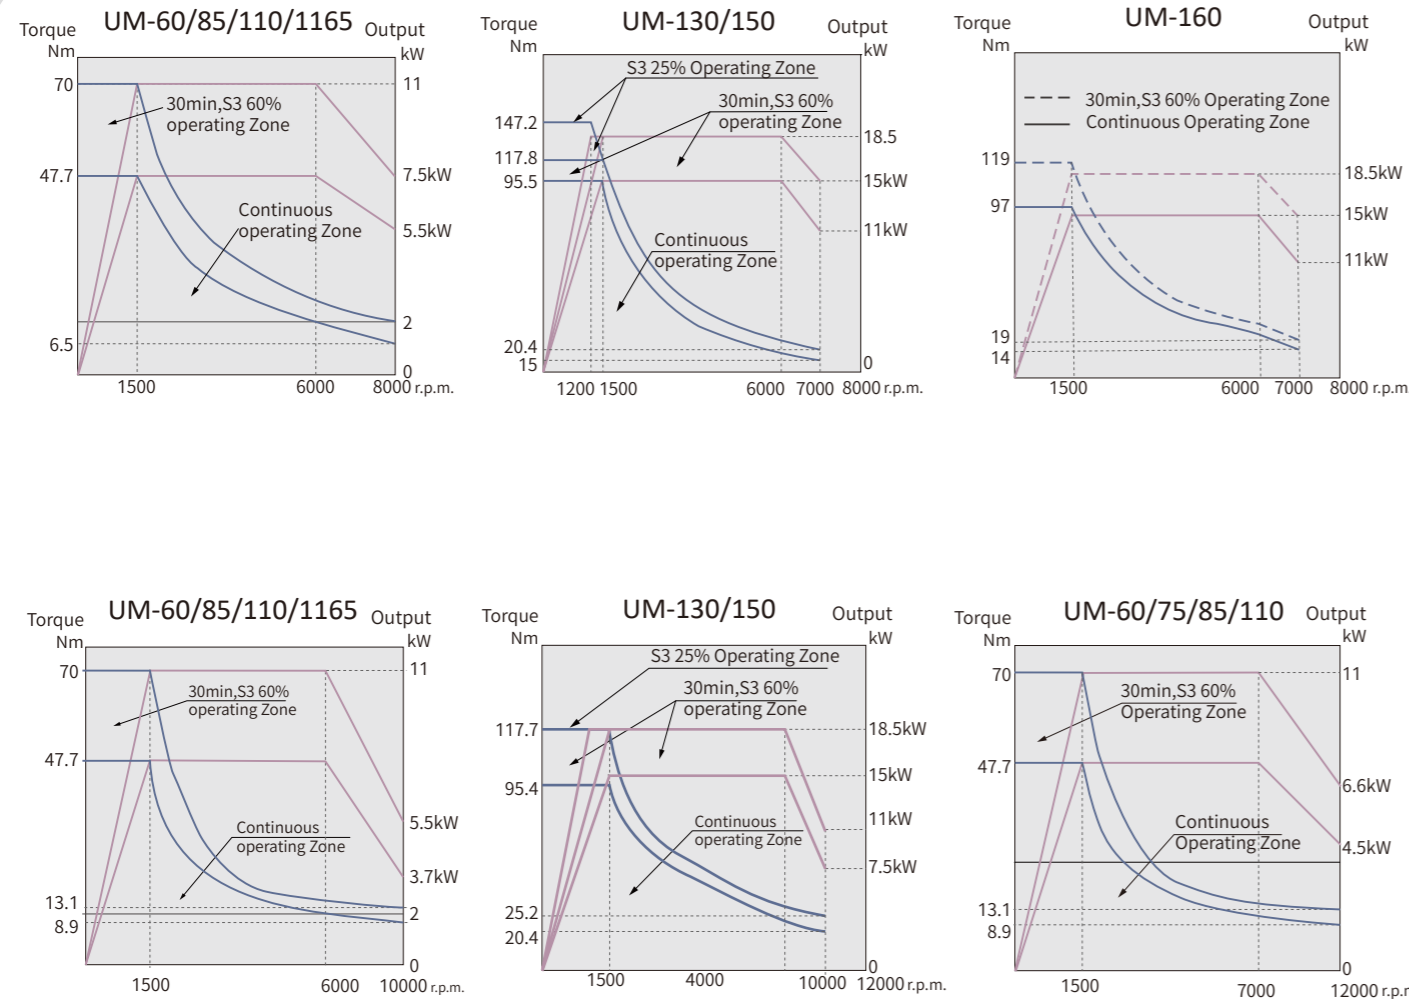 UM-60/85/110/1165
Torque
Nm
Output
kW
70
47.7
6.5
30min,S3 60%
operating Zone
Continuous
operating Zone
11
7.5kW
5.5kW
2
0
1500
6000
8000 r.p.m.
UM-130/150
Torque
Nm
Output
kW
S3 25% Operating Zone
30min,S3 60%
operating Zone
147.2
117.8
95.5
20.4
15
Continuous
operating Zone
18.5
15kW
11kW
0
1200 1500
6000
7000
8000 r.p.m.
UM-160
Torque
Nm
Output
kW
30min,S3 60% Operating Zone
Continuous Operating Zone
119
97
19
14
18.5kW
15kW
11kW
1500
6000
7000
8000 r.p.m
UM-60/85/110/1165
Torque
Nm
Output
kW
70
47.7
13.1
8.9
30min,S3 60%
operating Zone
Continuous
operating Zone
11
5.5kW
3.7kW
2
0
1500
6000
10000 r.p.m.
UM-130/150
Torque
Nm
Output
kW
S3 25% Operating Zone
30min,S3 60%
operating Zone
117.7
95.4
25.2
20.4
Continuous
operating Zone
18.5kW
15kW
11kW
7.5kW
0
1500
4000
10000
12000 r.p.m.
UM-60/75/85/110
Torque
Nm
Output
kW
70
47.7
13.1
8.9
30min,S3 60%
Operating Zone
Continuous
Operating Zone
11
6.6kW
4.5kW
0
1500
7000
12000 r.p.r